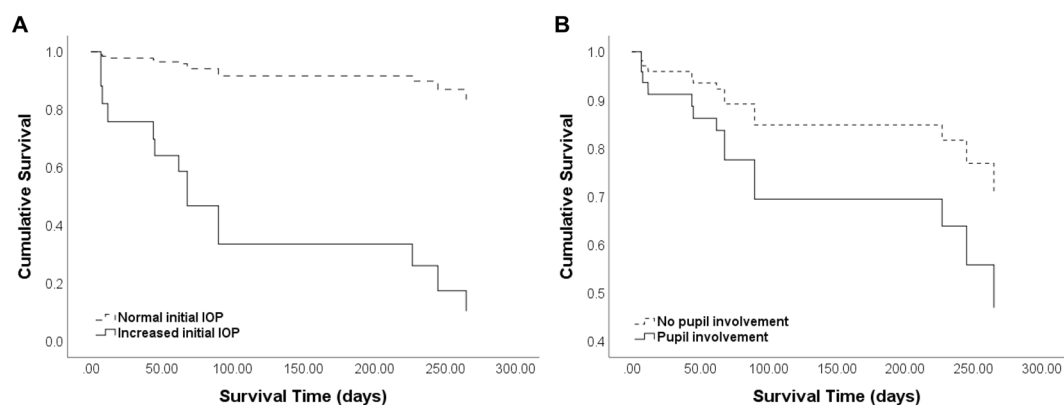 A
Cumulative Survival
1.0
0.8
0.6
0.4
0.2
0.0
Normal initial IOP
Increased initial IOP
.00 50.00 100.00 150.00 200.00 250.00 300.00
Survival Time (days)
B
Cumulative Survival
1.0
0.9
0.8
0.7
0.6
0.5
0.4
No pupil involvement
Pupil involvement
.00 50.00 100.00 150.00 200.00 250.00 300.00
Survival Time (days)